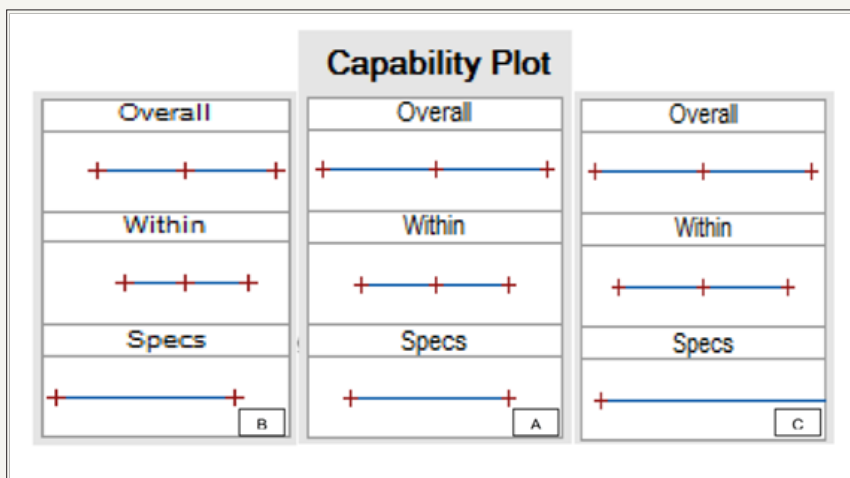 Capability Plot
Overall
Within
Specs
B
Overall
Within
Specs
A
Overall
Within
Specs
C